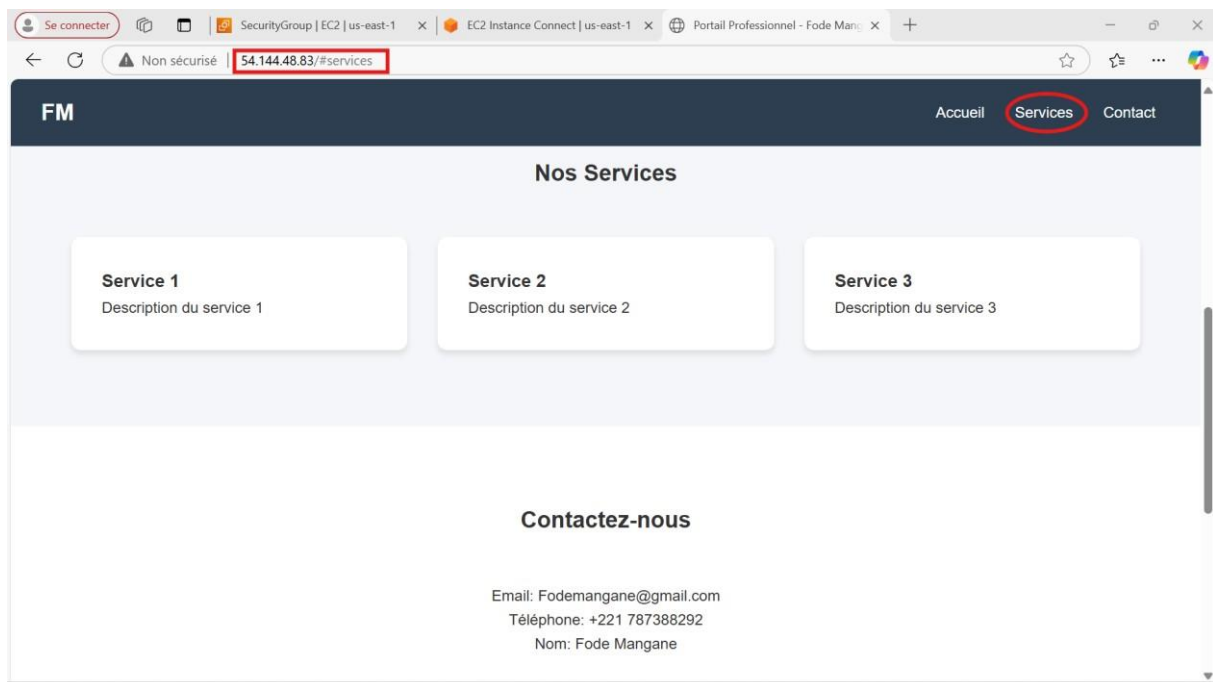 Se connecter
SecurityGroup | EC2 | us-east-1
EC2 Instance Connect | us-east-1
Portail Professionnel - Fode Mang
Non sécurisé
54.144.48.83/#services
FM
Accueil
Services
Contact
Nos Services
Service 1
Description du service 1
Service 2
Description du service 2
Service 3
Description du service 3
Contactez-nous
Email: Fodemangane@gmail.com
Téléphone: +221 787388292
Nom: Fode Mangane